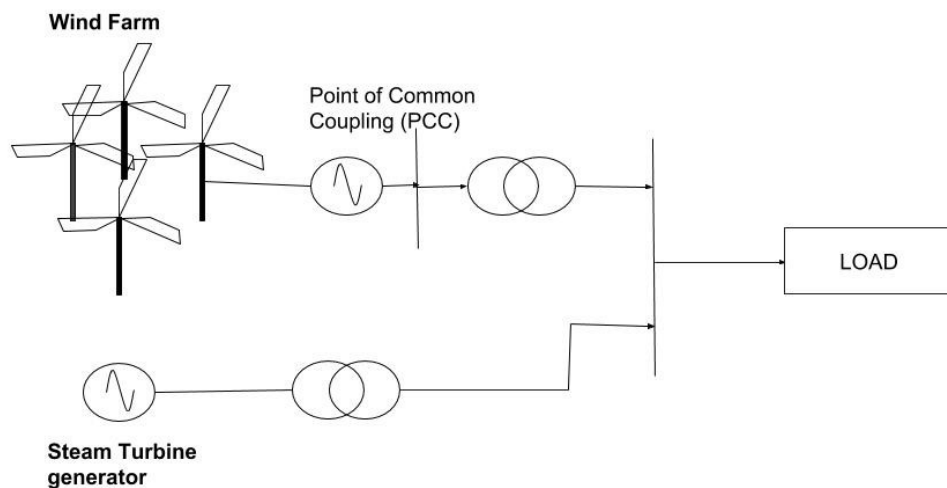 Wind Farm
Point of Common
Coupling (PCC)
LOAD
Steam Turbine
generator